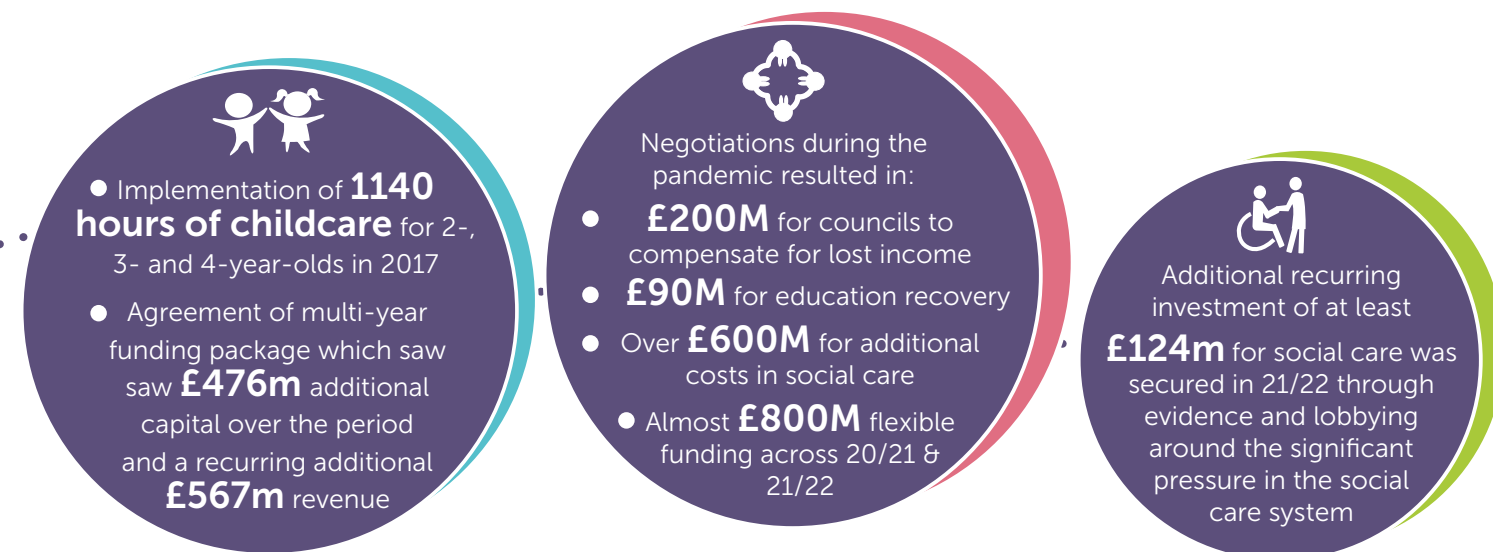 ● Implementation of 1140
hours of childcare for 2-,
3- and 4-year-olds in 2017
● Agreement of multi-year
funding package which saw
saw £476m additional
capital over the period
and a recurring additional
£567m revenue
Negotiations during the
pandemic resulted in:
● £200M for councils to
compensate for lost income
● £90M for education recovery
● Over £600M for additional
costs in social care
● Almost £800M flexible
funding across 20/21 &
21/22
Additional recurring
investment of at least
£124m for social care was
secured in 21/22 through
evidence and lobbying
around the significant
pressure in the social
care system